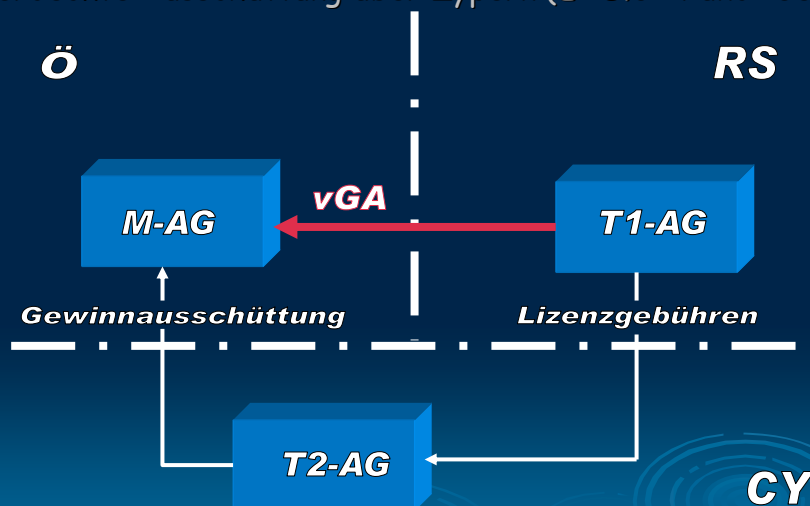 Ö
RS
vGA
M-AG
T1-AG
Gewinnausschüttung
Lizenzgebühren
T2-AG
CY